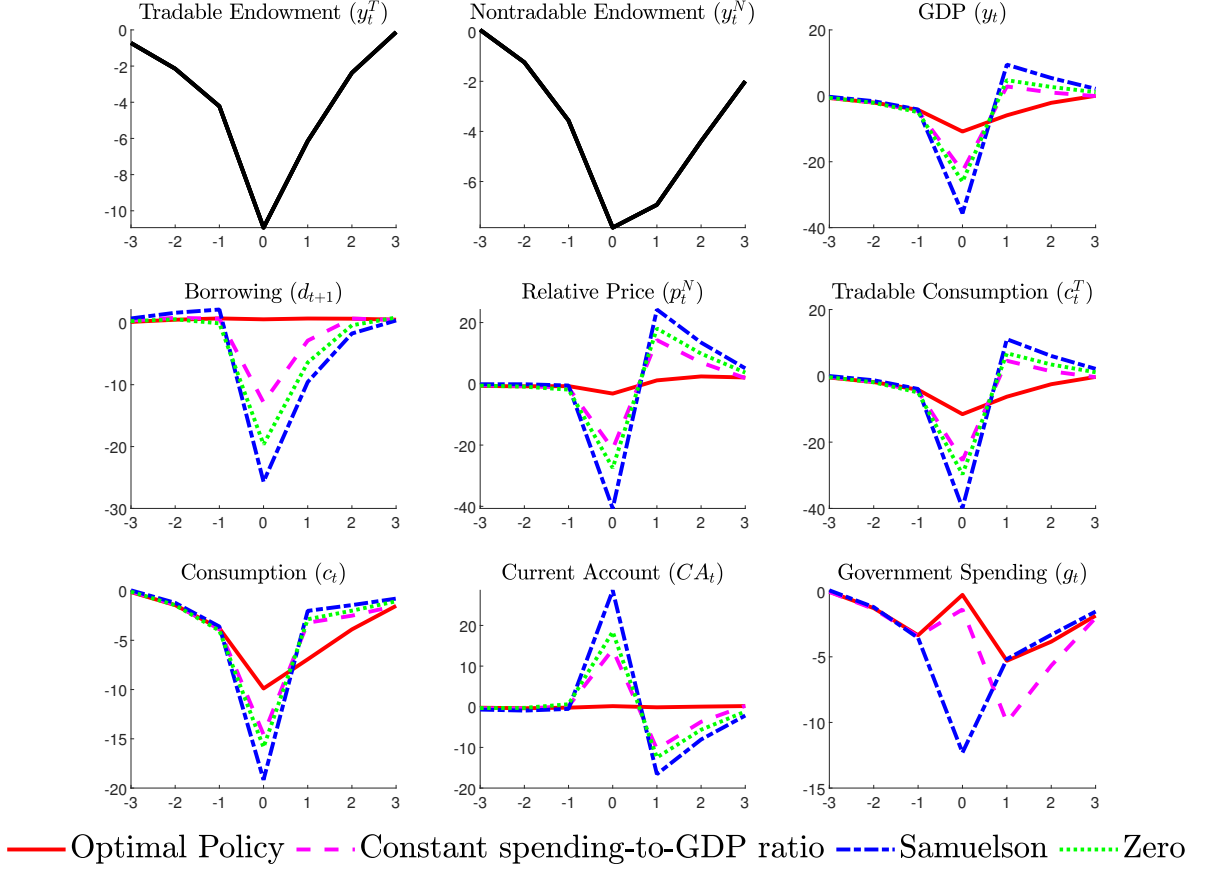 Tradable Endowment (y_t^T)
Nontradable Endowment (y_t^N)
GDP (y_t)
0
-2
-4
-6
-8
-10
-3 -2 -1 0 1 2 3
0
-2
-4
-6
-3 -2 -1 0 1 2 3
20
0
-20
-40
-3 -2 -1 0 1 2 3
Borrowing (d_{t+1})
Relative Price (p_t^N)
Tradable Consumption (c_t^T)
0
-10
-20
-30
-3 -2 -1 0 1 2 3
20
0
-20
-40
-3 -2 -1 0 1 2 3
20
0
-20
-40
-3 -2 -1 0 1 2 3
Consumption (c_t)
Current Account (CA_t)
Government Spending (g_t)
0
-5
-10
-15
-20
-3 -2 -1 0 1 2 3
20
10
0
-10
-20
-3 -2 -1 0 1 2 3
0
-5
-10
-15
-3 -2 -1 0 1 2 3
Optimal Policy Constant spending-to-GDP ratio Samuelson Zero